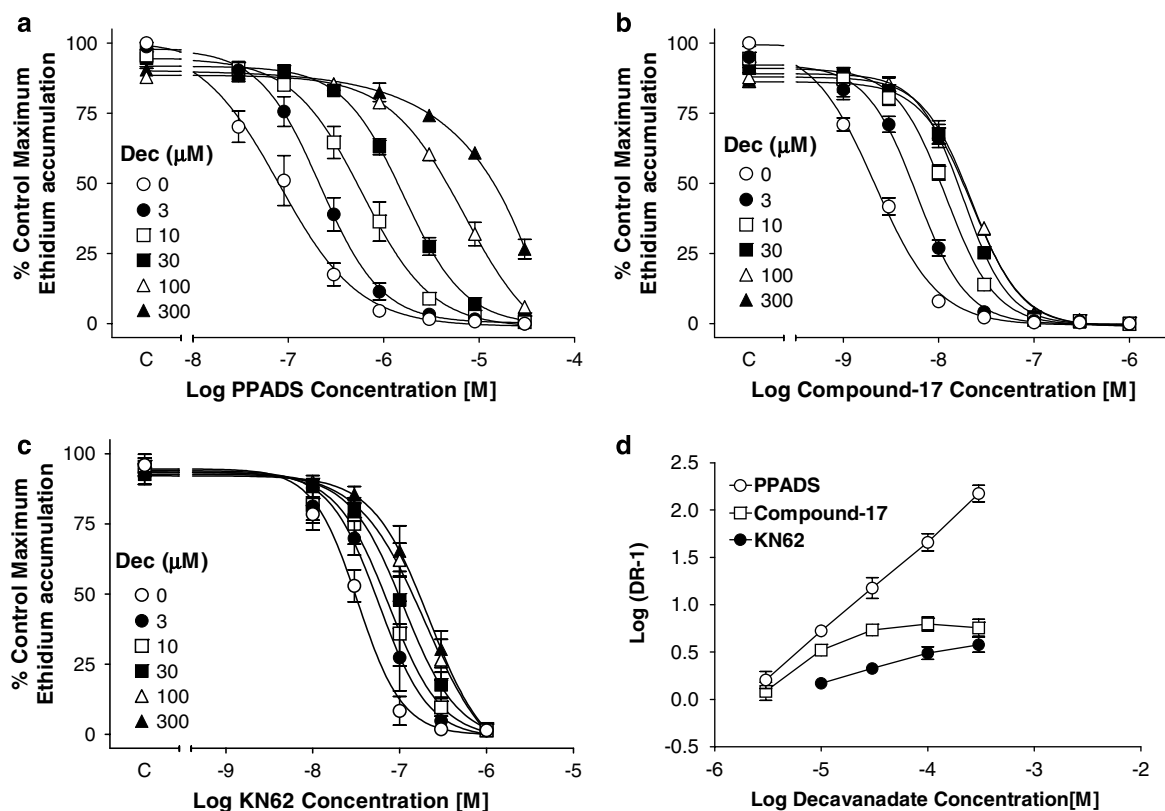 a
100
75
50
25
0
% Control Maximum
Ethidium accumulation
Dec (μM)
0
3
10
30
100
300
C
-8
-7
-6
-5
-4
Log PPADS Concentration [M]
b
100
75
50
25
0
% Control Maximum
Ethidium accumulation
Dec (μM)
0
3
10
30
100
300
C
-9
-8
-7
-6
Log Compound-17 Concentration [M]
c
100
75
50
25
0
% Control Maximum
Ethidium accumulation
Dec (μM)
0
3
10
30
100
300
C
-9
-8
-7
-6
-5
Log KN62 Concentration [M]
d
2.5
2.0
1.5
1.0
0.5
0.0
-0.5
Log (DR-1)
PPADS
Compound-17
KN62
-6
-5
-4
-3
-2
Log Decavanadate Concentration[M]